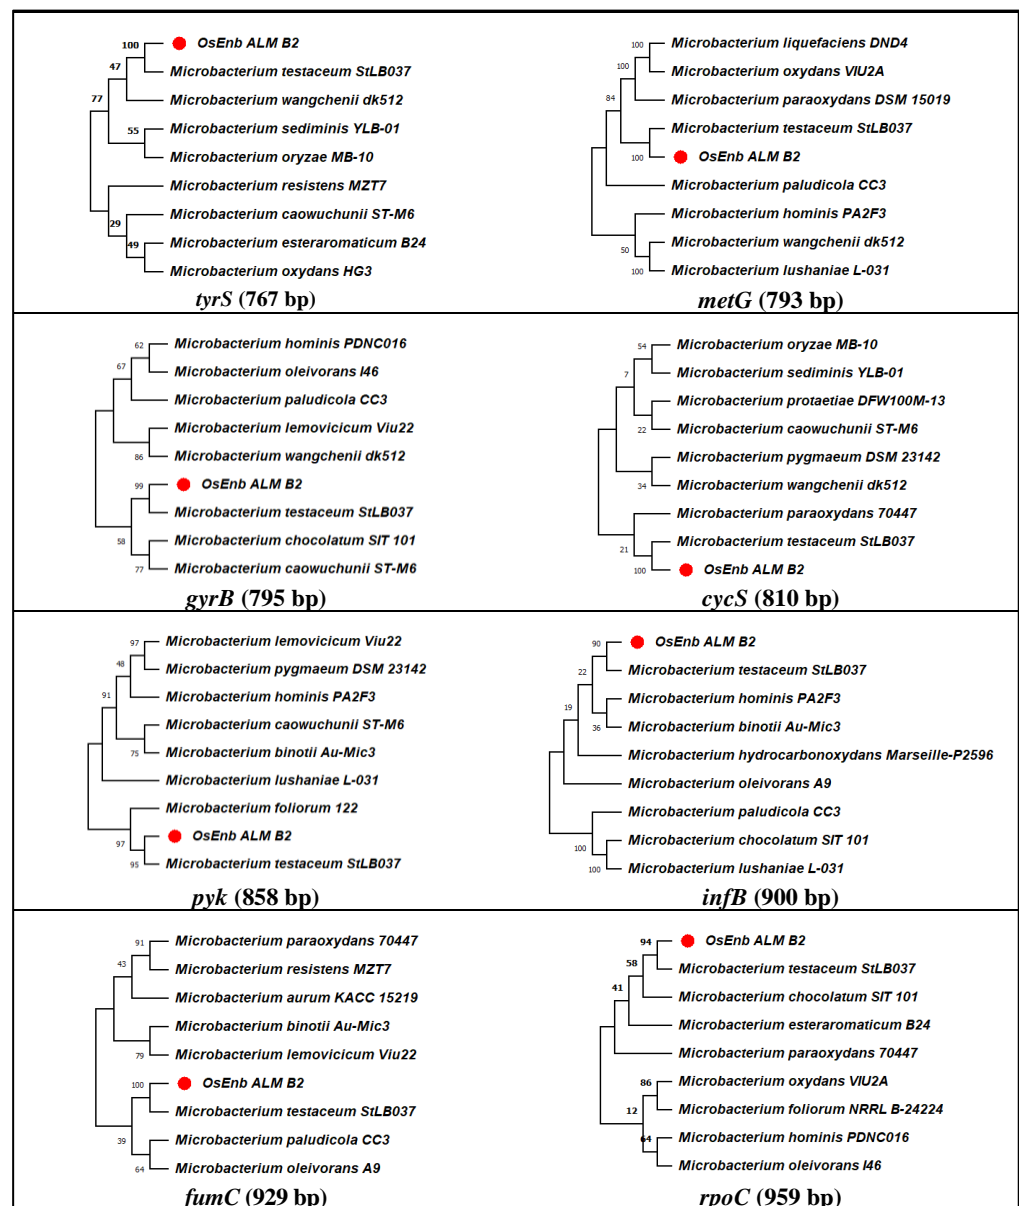 100
OsEnb ALM B2
47
Microbacterium testaceum StLB037
77
Microbacterium wangchenii dk512
55
Microbacterium sediminis YLB-01
Microbacterium oryzae MB-10
Microbacterium resistens MZT7
29
Microbacterium caowuchunii ST-M6
49
Microbacterium esteraromaticum B24
Microbacterium oxydans HG3
tyrS (767 bp)
100
Microbacterium liquefaciens DND4
100
Microbacterium oxydans VIU2A
84
Microbacterium paraoxydans DSM 15019
Microbacterium testaceum StLB037
100
OsEnb ALM B2
Microbacterium paludicola CC3
Microbacterium hominis PA2F3
50
Microbacterium wangchenii dk512
100
Microbacterium lushaniae L-031
metG (793 bp)
62
Microbacterium hominis PDNC016
67
Microbacterium oleivorans I46
Microbacterium paludicola CC3
Microbacterium lemovicicum Viu22
86
Microbacterium wangchenii dk512
99
OsEnb ALM B2
Microbacterium testaceum StLB037
58
Microbacterium chocolatum SIT 101
77
Microbacterium caowuchunii ST-M6
gyrB (795 bp)
54
Microbacterium oryzae MB-10
7
Microbacterium sediminis YLB-01
Microbacterium protaetiae DFW100M-13
22
Microbacterium caowuchunii ST-M6
Microbacterium pygmaeum DSM 23142
34
Microbacterium wangchenii dk512
Microbacterium paraoxydans 70447
21
Microbacterium testaceum StLB037
100
OsEnb ALM B2
cycS (810 bp)
97
Microbacterium lemovicicum Viu22
48
Microbacterium pygmaeum DSM 23142
91
Microbacterium hominis PA2F3
Microbacterium caowuchunii ST-M6
75
Microbacterium binotii Au-Mic3
Microbacterium lushaniae L-031
Microbacterium foliorum 122
97
OsEnb ALM B2
95
Microbacterium testaceum StLB037
pyk (858 bp)
90
OsEnb ALM B2
22
Microbacterium testaceum StLB037
19
Microbacterium hominis PA2F3
36
Microbacterium binotii Au-Mic3
Microbacterium hydrocarbonoxydans Marseille-P2596
Microbacterium oleivorans A9
Microbacterium paludicola CC3
100
Microbacterium chocolatum SIT 101
100
Microbacterium lushaniae L-031
infB (900 bp)
91
Microbacterium paraoxydans 70447
43
Microbacterium resistens MZT7
Microbacterium aurum KACC 15219
Microbacterium binotii Au-Mic3
79
Microbacterium lemovicicum Viu22
100
OsEnb ALM B2
Microbacterium testaceum StLB037
39
Microbacterium paludicola CC3
64
Microbacterium oleivorans A9
fumC (929 bp)
94
OsEnb ALM B2
58
Microbacterium testaceum StLB037
41
Microbacterium chocolatum SIT 101
Microbacterium esteraromaticum B24
Microbacterium paraoxydans 70447
86
Microbacterium oxydans VIU2A
12
Microbacterium foliorum NRRL B-24224
64
Microbacterium hominis PDNC016
Microbacterium oleivorans I46
rpoC (959 bp)